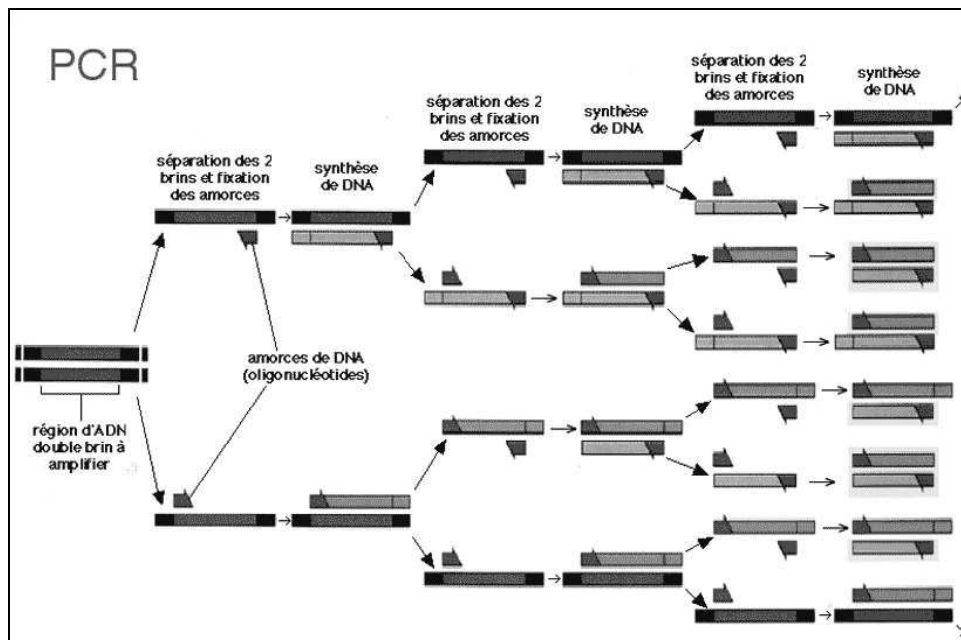 PCR
séparation des 2
brins et fixation
des amorces
synthèse
de DNA
séparation des 2
brins et fixation
des amorces
synthèse
de DNA
séparation des 2
brins et fixation
des amorces
synthèse
de DNA
amorces de DNA
(oligonucléotides)
région d'ADN
double brin à
amplifier